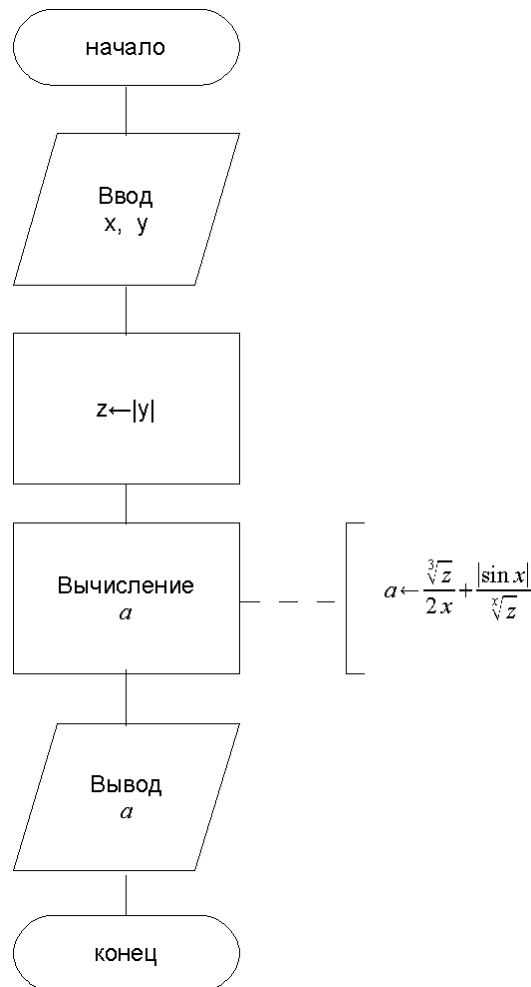 начало
Ввод
x, y
z←|y|
Вычисление
a
a ← ∛z / 2x + |sin x| / ˣ√z
Вывод
a
конец